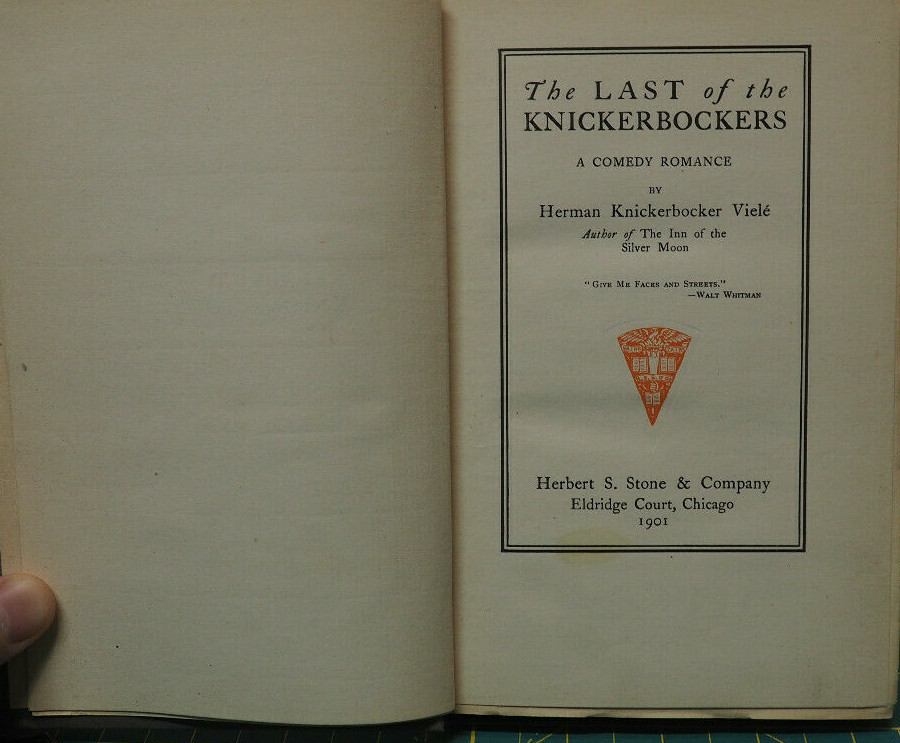 The LAST of the
KNICKERBOCKERS
A COMEDY ROMANCE
BY
Herman Knickerbocker Vielé
Author of The Inn of the
Silver Moon
"Give Me Faces and Streets."
—Walt Whitman
Herbert S. Stone & Company
Eldridge Court, Chicago
1901